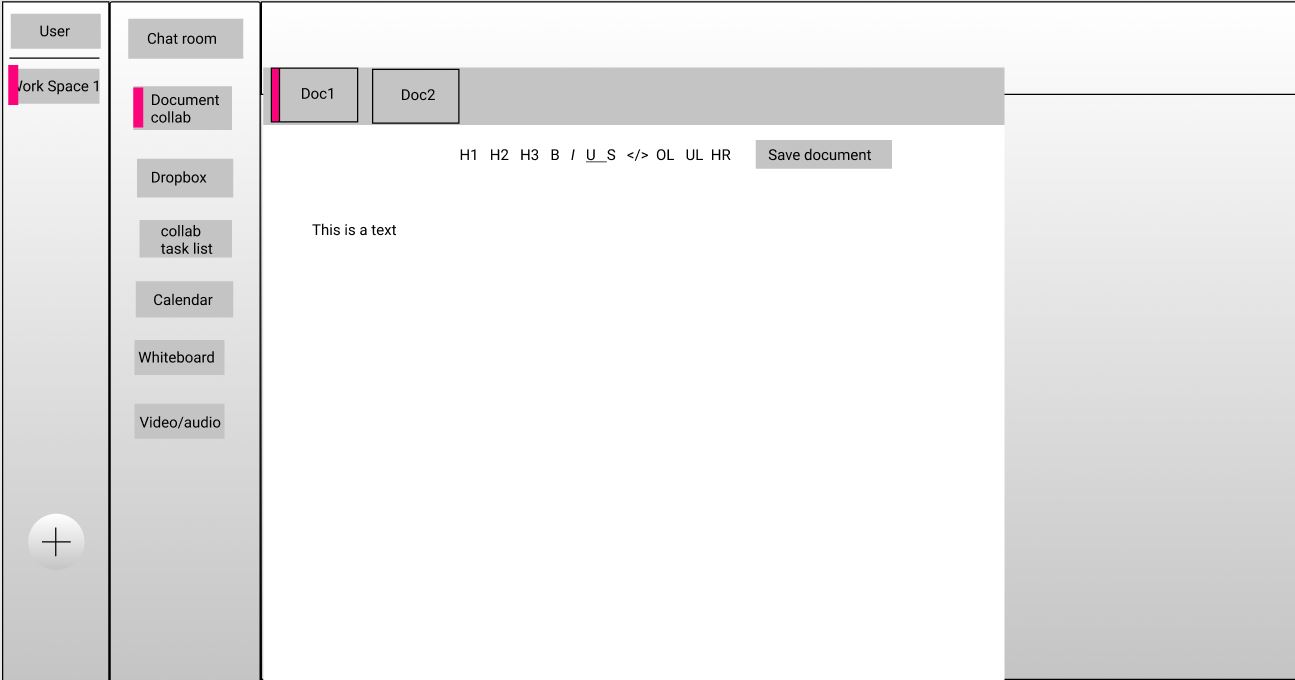 User
Work Space 1
Chat room
Document
collab
Dropbox
collab
task list
Calendar
Whiteboard
Video/audio
Doc1
Doc2
H1 H2 H3 B I U S </> OL UL HR
Save document
This is a text